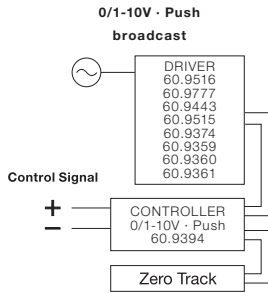 0/1-10V · Push
broadcast
DRIVER
60.9516
60.9777
60.9443
60.9515
60.9374
60.9359
60.9360
60.9361
Control Signal
+
−
CONTROLLER
0/1-10V · Push
60.9394
Zero Track